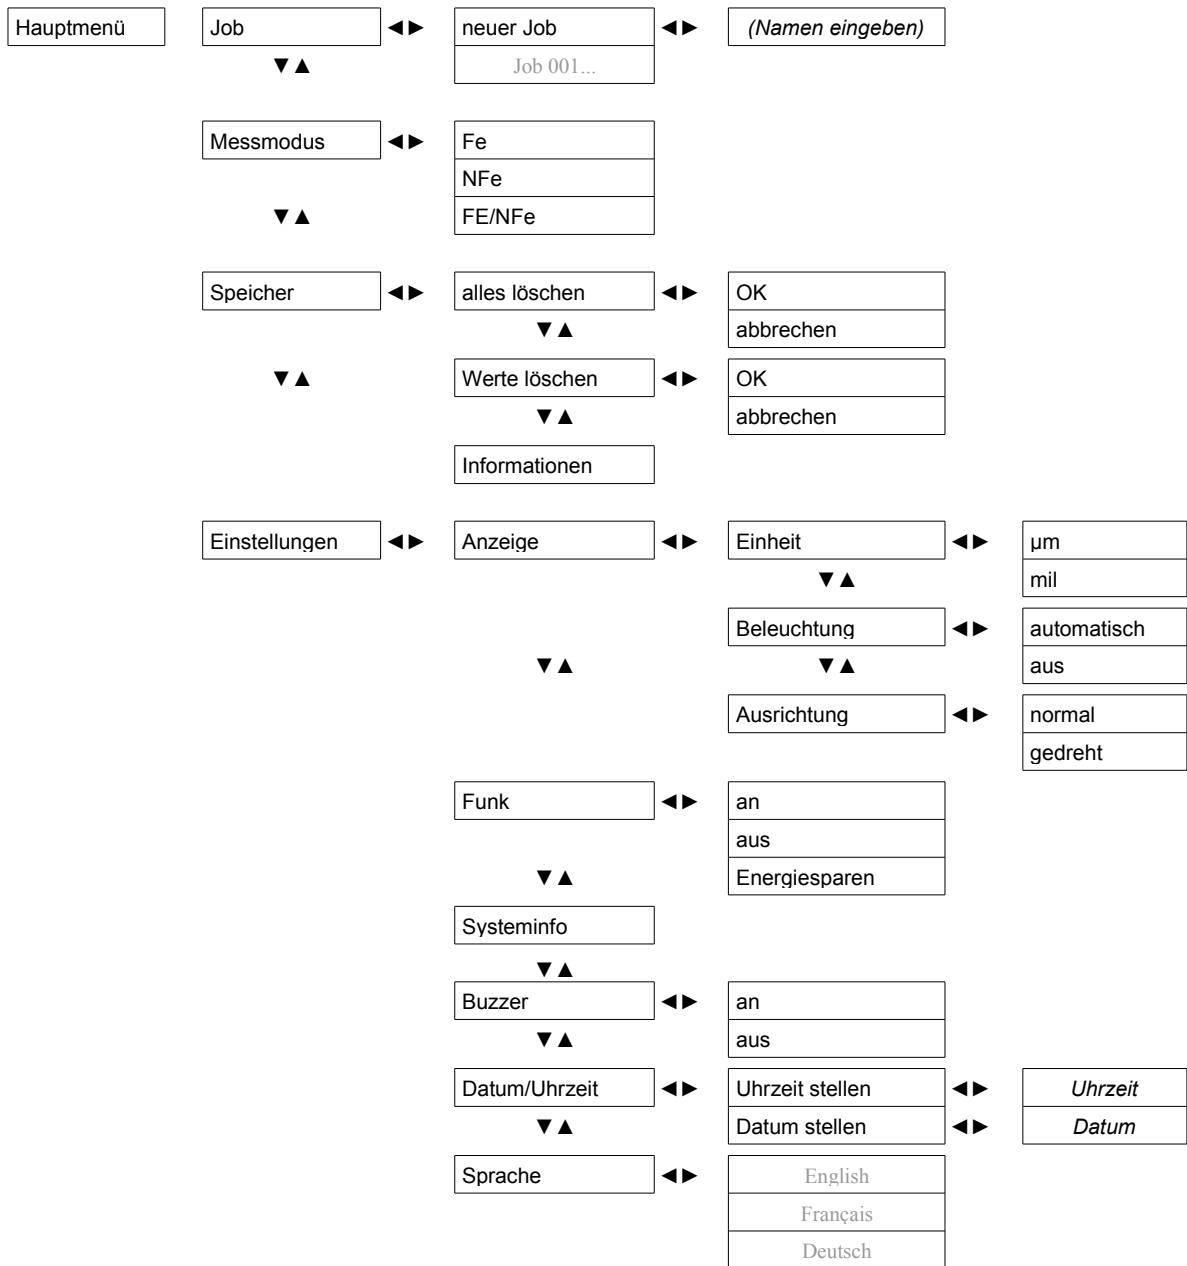 Hauptmenü Job ◄► neuer Job ◄► (Namen eingeben)
▼▲ Job 001...
Messmodus ◄► Fe
NFe
▼▲ FE/NFe
Speicher ◄► alles löschen ◄► OK
▼▲ abbrechen
▼▲ Werte löschen ◄► OK
▼▲ abbrechen
Informationen
Einstellungen ◄► Anzeige ◄► Einheit ◄► µm
▼▲ mil
Beleuchtung ◄► automatisch
▼▲ ▼▲ aus
Ausrichtung ◄► normal
gedreht
Funk ◄► an
aus
▼▲ Energiesparen
Systeminfo
▼▲
Buzzer ◄► an
▼▲ aus
Datum/Uhrzeit ◄► Uhrzeit stellen ◄► Uhrzeit
▼▲ Datum stellen ◄► Datum
Sprache ◄► English
Français
Deutsch